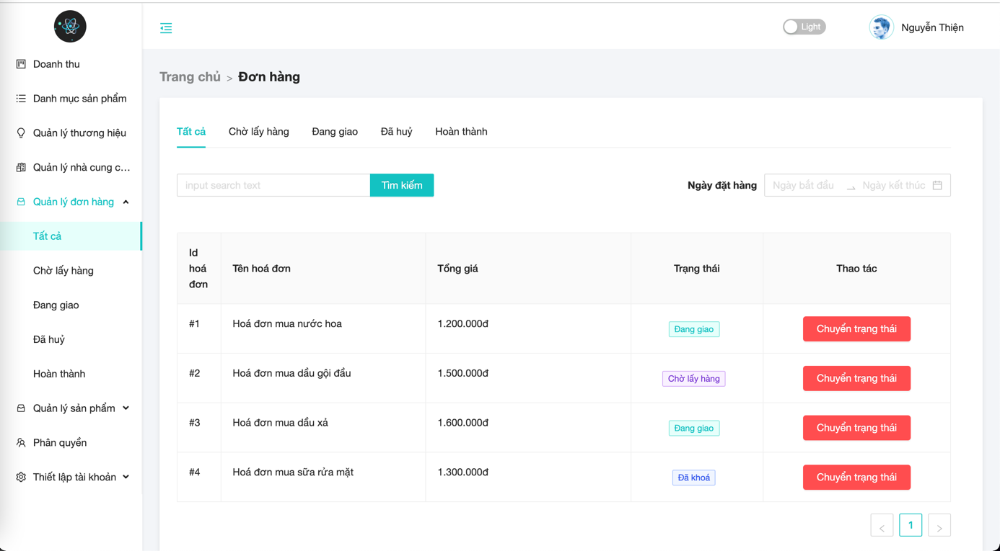 Light
Nguyễn Thiện
Doanh thu
Danh mục sản phẩm
Quản lý thương hiệu
Quản lý nhà cung c...
Quản lý đơn hàng
Tất cả
Chờ lấy hàng
Đang giao
Đã huỷ
Hoàn thành
Quản lý sản phẩm
Phân quyền
Thiết lập tài khoản
Trang chủ > Đơn hàng
Tất cả Chờ lấy hàng Đang giao Đã huỷ Hoàn thành
input search text Tìm kiếm Ngày đặt hàng Ngày bắt đầu → Ngày kết thúc
Id hoá đơn Tên hoá đơn Tổng giá Trạng thái Thao tác
#1 Hoá đơn mua nước hoa 1.200.000đ Đang giao Chuyển trạng thái
#2 Hoá đơn mua dầu gội đầu 1.500.000đ Chờ lấy hàng Chuyển trạng thái
#3 Hoá đơn mua dầu xả 1.600.000đ Đang giao Chuyển trạng thái
#4 Hoá đơn mua sữa rửa mặt 1.300.000đ Đã khoá Chuyển trạng thái
< 1 >